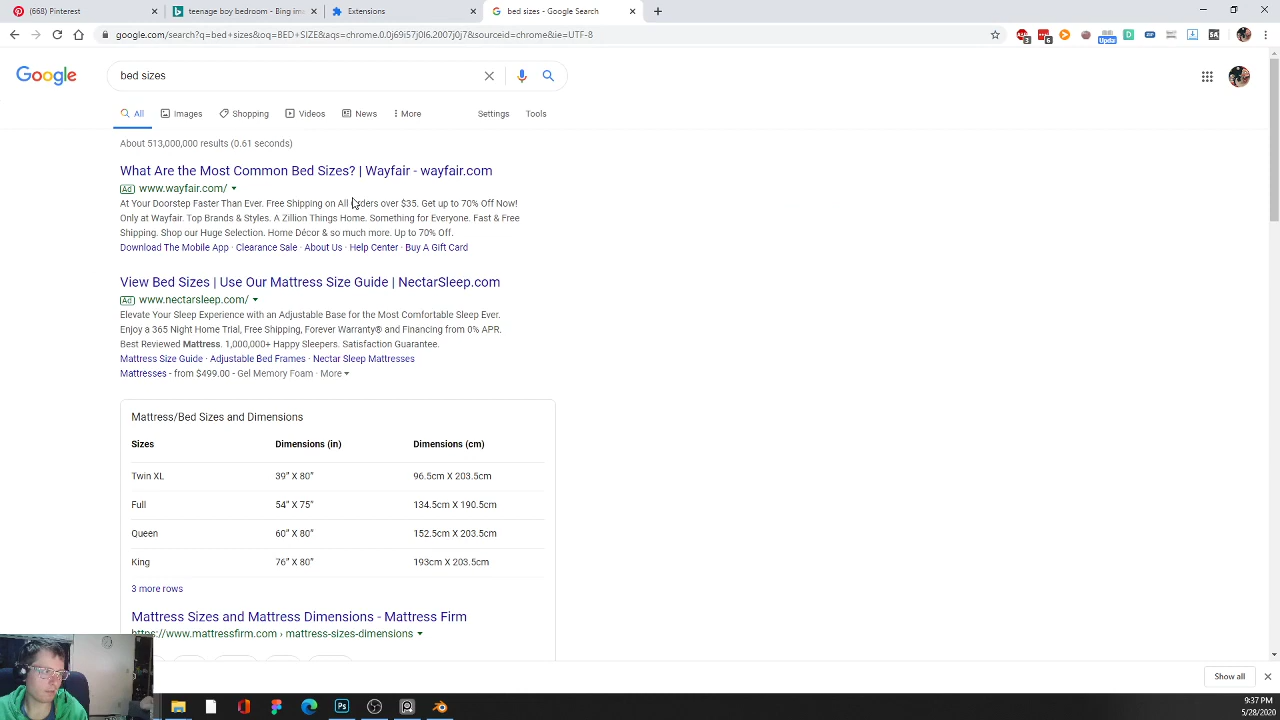 (668) Pinterest
teenage boy bedroom - Bing ima
Extensions
bed sizes - Google Search
google.com/search?q=bed+sizes&oq=BED+SIZE&aqs=chrome.0.0j69i57j0l6.2007j0j7&sourceid=chrome&ie=UTF-8
Google
bed sizes
All
Images
Shopping
Videos
News
More
Settings
Tools
About 513,000,000 results (0.61 seconds)
What Are the Most Common Bed Sizes? | Wayfair - wayfair.com
Ad www.wayfair.com/
At Your Doorstep Faster Than Ever. Free Shipping on All Orders over $35. Get up to 70% Off Now!
Only at Wayfair. Top Brands & Styles. A Zillion Things Home. Something for Everyone. Fast & Free
Shipping. Shop our Huge Selection. Home Décor & so much more. Up to 70% Off.
Download The Mobile App · Clearance Sale · About Us · Help Center · Buy A Gift Card
View Bed Sizes | Use Our Mattress Size Guide | NectarSleep.com
Ad www.nectarsleep.com/
Elevate Your Sleep Experience with an Adjustable Base for the Most Comfortable Sleep Ever.
Enjoy a 365 Night Home Trial, Free Shipping, Forever Warranty® and Financing from 0% APR.
Best Reviewed Mattress. 1,000,000+ Happy Sleepers. Satisfaction Guarantee.
Mattress Size Guide · Adjustable Bed Frames · Nectar Sleep Mattresses
Mattresses - from $499.00 - Gel Memory Foam · More
Mattress/Bed Sizes and Dimensions
Sizes Dimensions (in) Dimensions (cm)
Twin XL 39” X 80” 96.5cm X 203.5cm
Full 54” X 75” 134.5cm X 190.5cm
Queen 60” X 80” 152.5cm X 203.5cm
King 76” X 80” 193cm X 203.5cm
3 more rows
Mattress Sizes and Mattress Dimensions - Mattress Firm
https://www.mattressfirm.com › mattress-sizes-dimensions
Show all
Ps
9:37 PM
5/28/2020